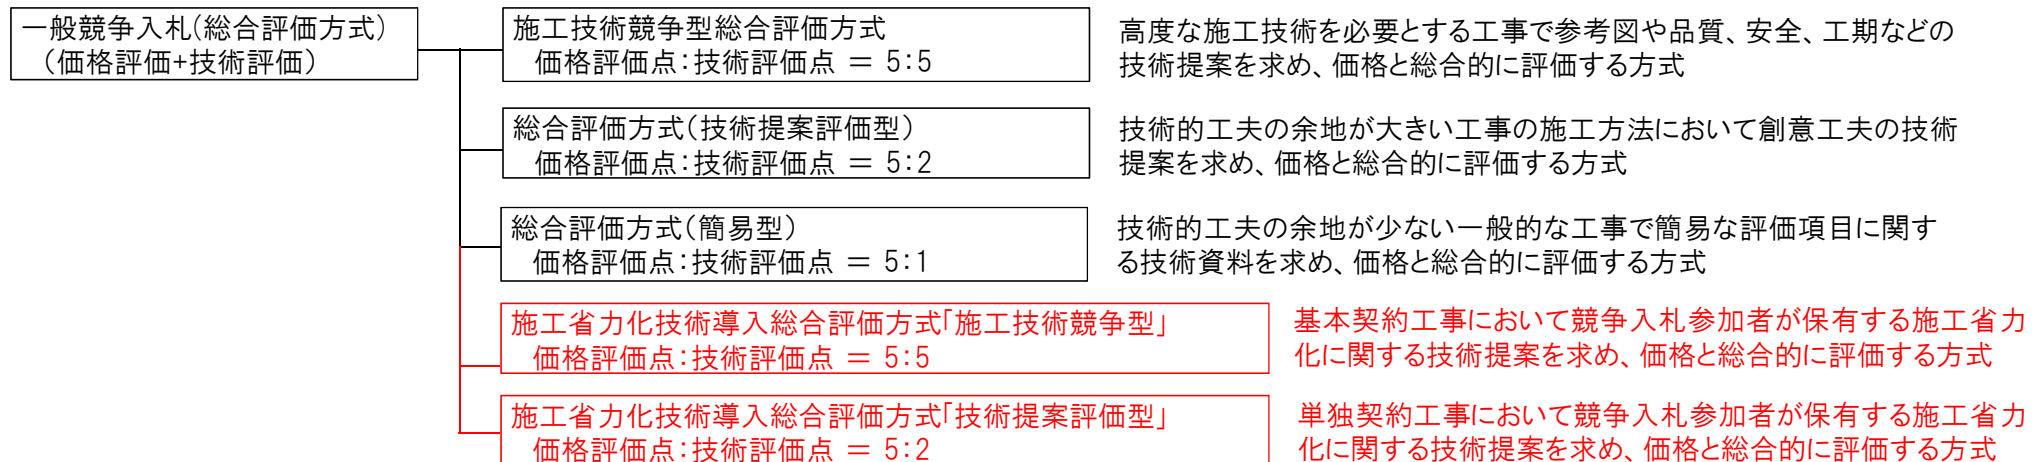 一般競争入札(総合評価方式)
(価格評価+技術評価)
施工技術競争型総合評価方式
価格評価点:技術評価点 = 5:5
高度な施工技術を必要とする工事で参考図や品質、安全、工期などの
技術提案を求め、価格と総合的に評価する方式
総合評価方式(技術提案評価型)
価格評価点:技術評価点 = 5:2
技術的工夫の余地が大きい工事の施工方法において創意工夫の技術
提案を求め、価格と総合的に評価する方式
総合評価方式(簡易型)
価格評価点:技術評価点 = 5:1
技術的工夫の余地が少ない一般的な工事で簡易な評価項目に関す
る技術資料を求め、価格と総合的に評価する方式
施工省力化技術導入総合評価方式「施工技術競争型」
価格評価点:技術評価点 = 5:5
基本契約工事において競争入札参加者が保有する施工省力
化に関する技術提案を求め、価格と総合的に評価する方式
施工省力化技術導入総合評価方式「技術提案評価型」
価格評価点:技術評価点 = 5:2
単独契約工事において競争入札参加者が保有する施工省力
化に関する技術提案を求め、価格と総合的に評価する方式